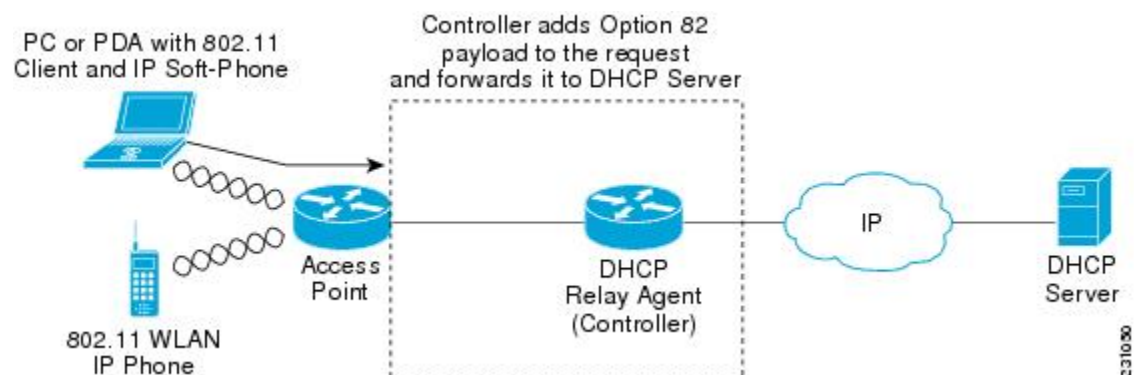 Controller adds Option 82
payload to the request
and forwards it to DHCP Server
PC or PDA with 802.11
Client and IP Soft-Phone
IP
Access
Point
DHCP
Relay Agent
(Controller)
DHCP
Server
802.11 WLAN
IP Phone
231050